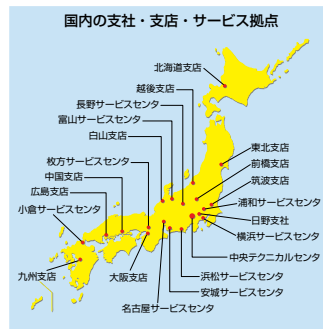 国内の支社・支店・サービス拠点
北海道支店
越後支店
長野サービスセンタ
富山サービスセンタ
白山支店
東北支店
前橋支店
枚方サービスセンタ
筑波支店
中国支店
浦和サービスセンタ
広島支店
日野支社
小倉サービスセンタ
横浜サービスセンタ
中央テクニカルセンタ
九州支店
大阪支店
浜松サービスセンタ
安城サービスセンタ
名古屋サービスセンタ